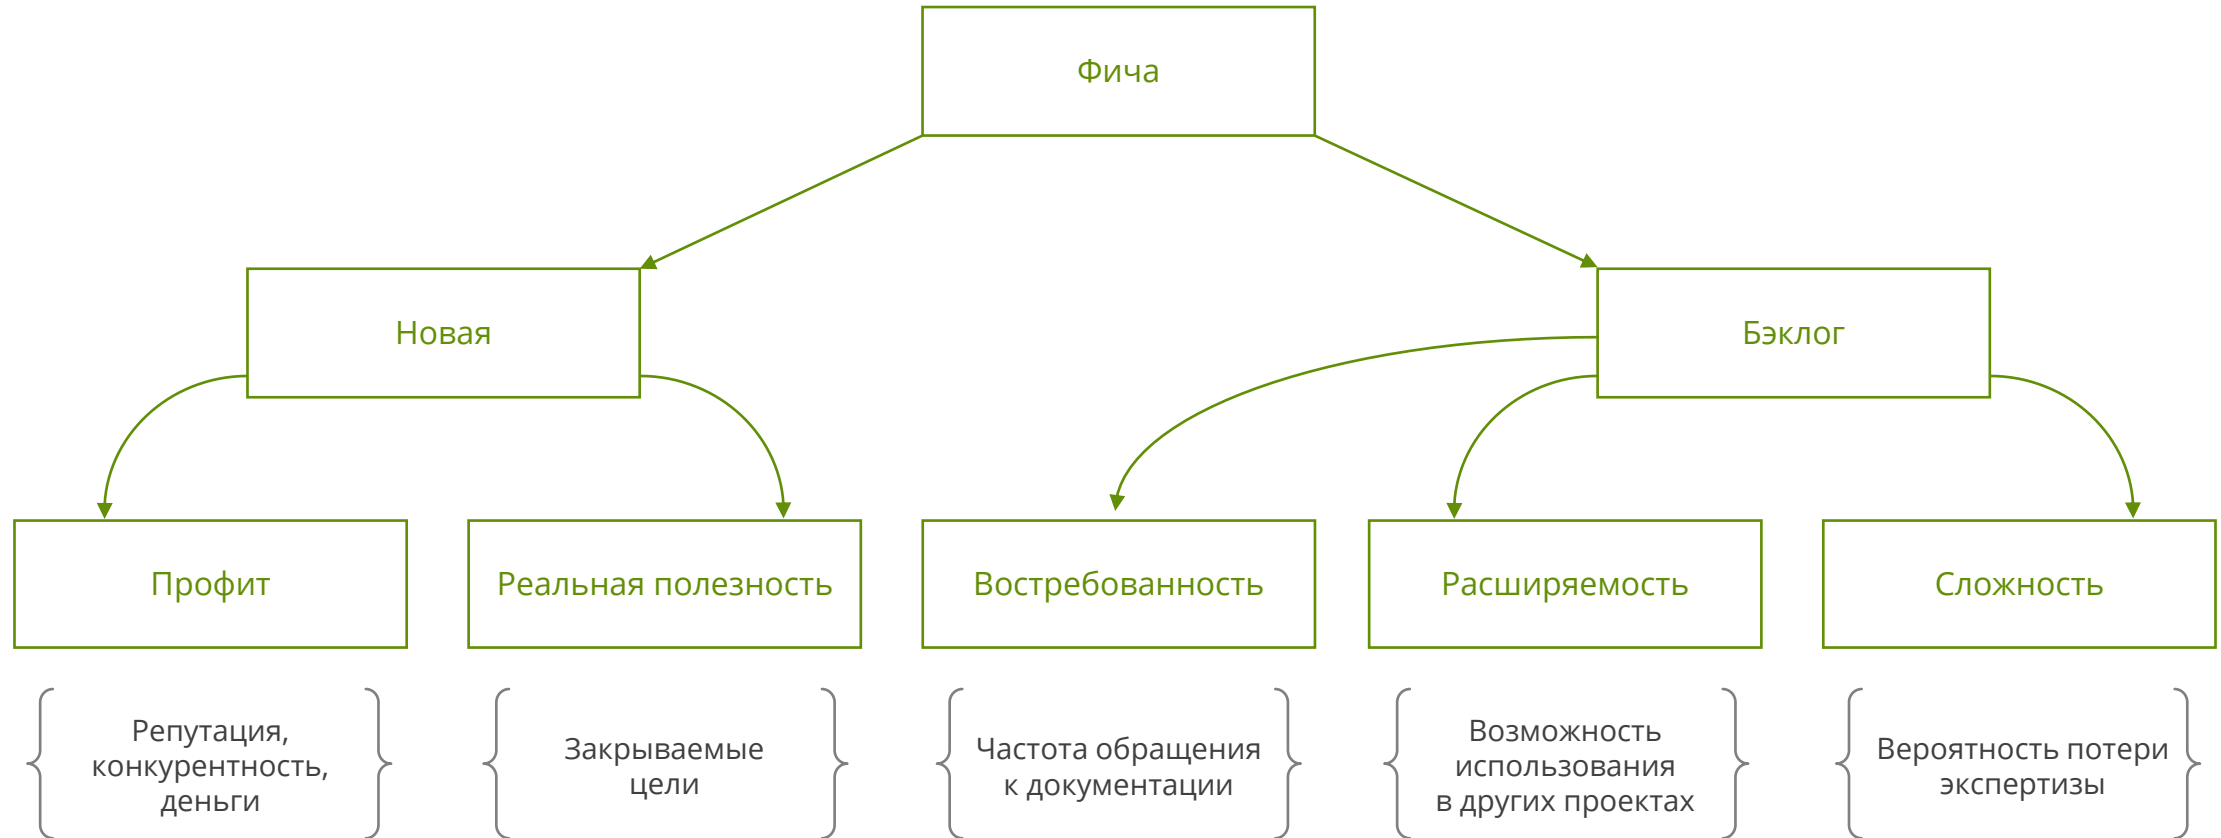 Фича
Новая
Бэклог
Профит
Реальная полезность
Востребованность
Расширяемость
Сложность
Репутация,
конкурентность,
деньги
Закрываемые
цели
Частота обращения
к документации
Возможность
использования
в других проектах
Вероятность потери
экспертизы